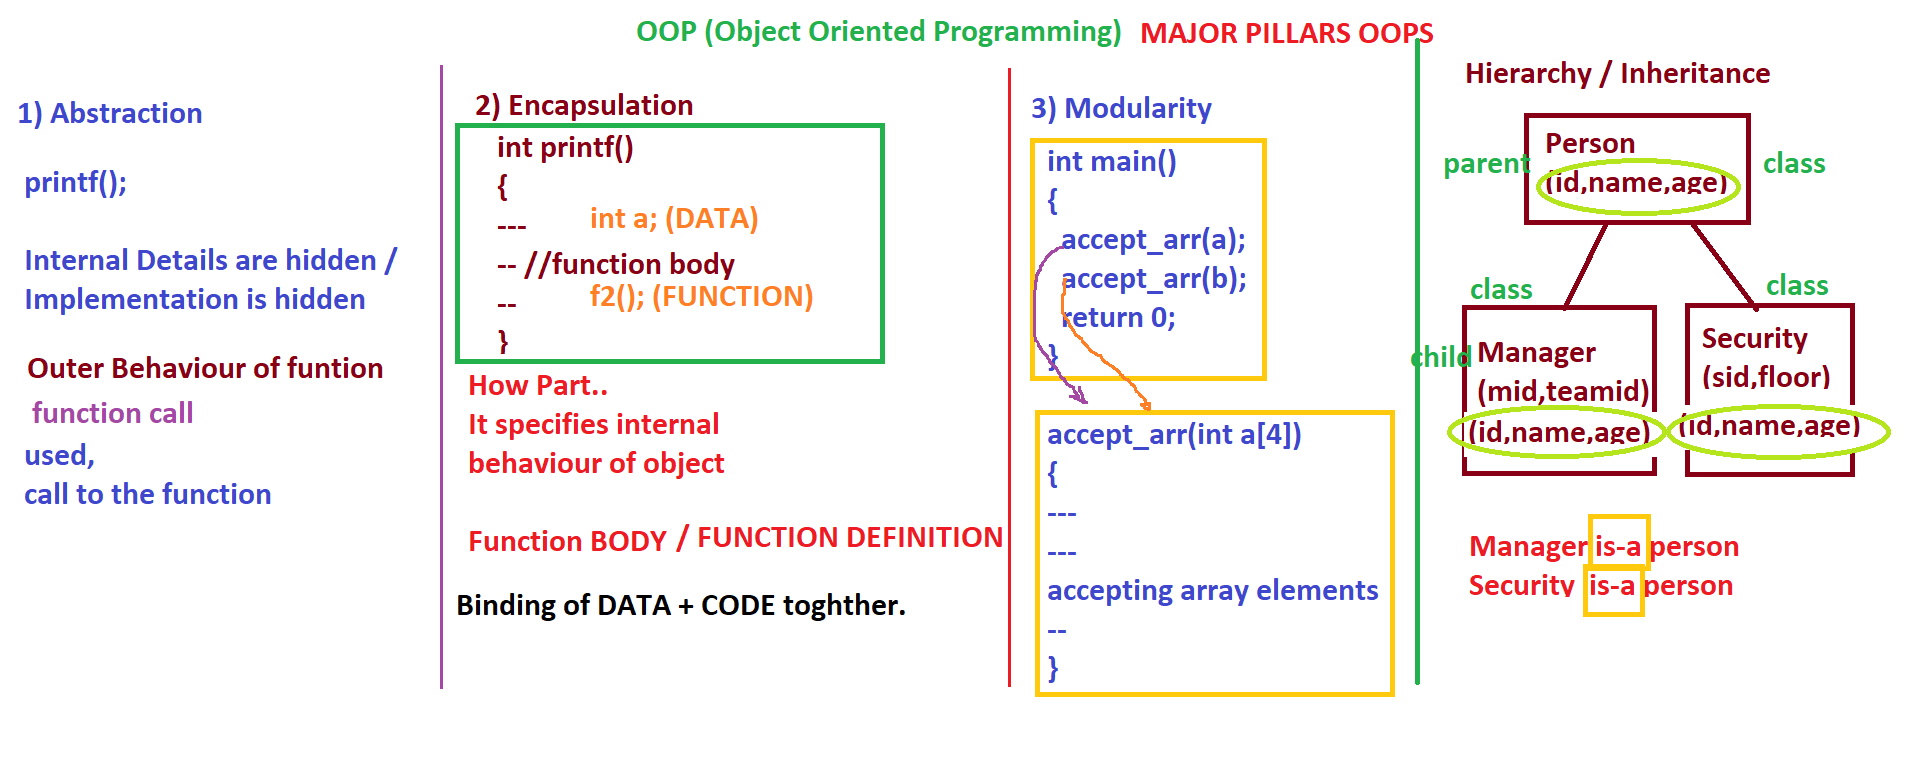 OOP (Object Oriented Programming) MAJOR PILLARS OOPS
1) Abstraction
printf();
Internal Details are hidden /
Implementation is hidden
Outer Behaviour of funtion
function call
used,
call to the function
2) Encapsulation
int printf()
{
--- int a; (DATA)
-- //function body
-- f2(); (FUNCTION)
}
How Part..
It specifies internal
behaviour of object
Function BODY / FUNCTION DEFINITION
Binding of DATA + CODE toghther.
3) Modularity
int main()
{
accept_arr(a);
accept_arr(b);
return 0;
}
accept_arr(int a[4])
{
---
---
accepting array elements
--
}
Hierarchy / Inheritance
Person
parent class
(id,name,age)
class class
child Manager
(mid,teamid)
(id,name,age)
Security
(sid,floor)
(id,name,age)
Manager is-a person
Security is-a person